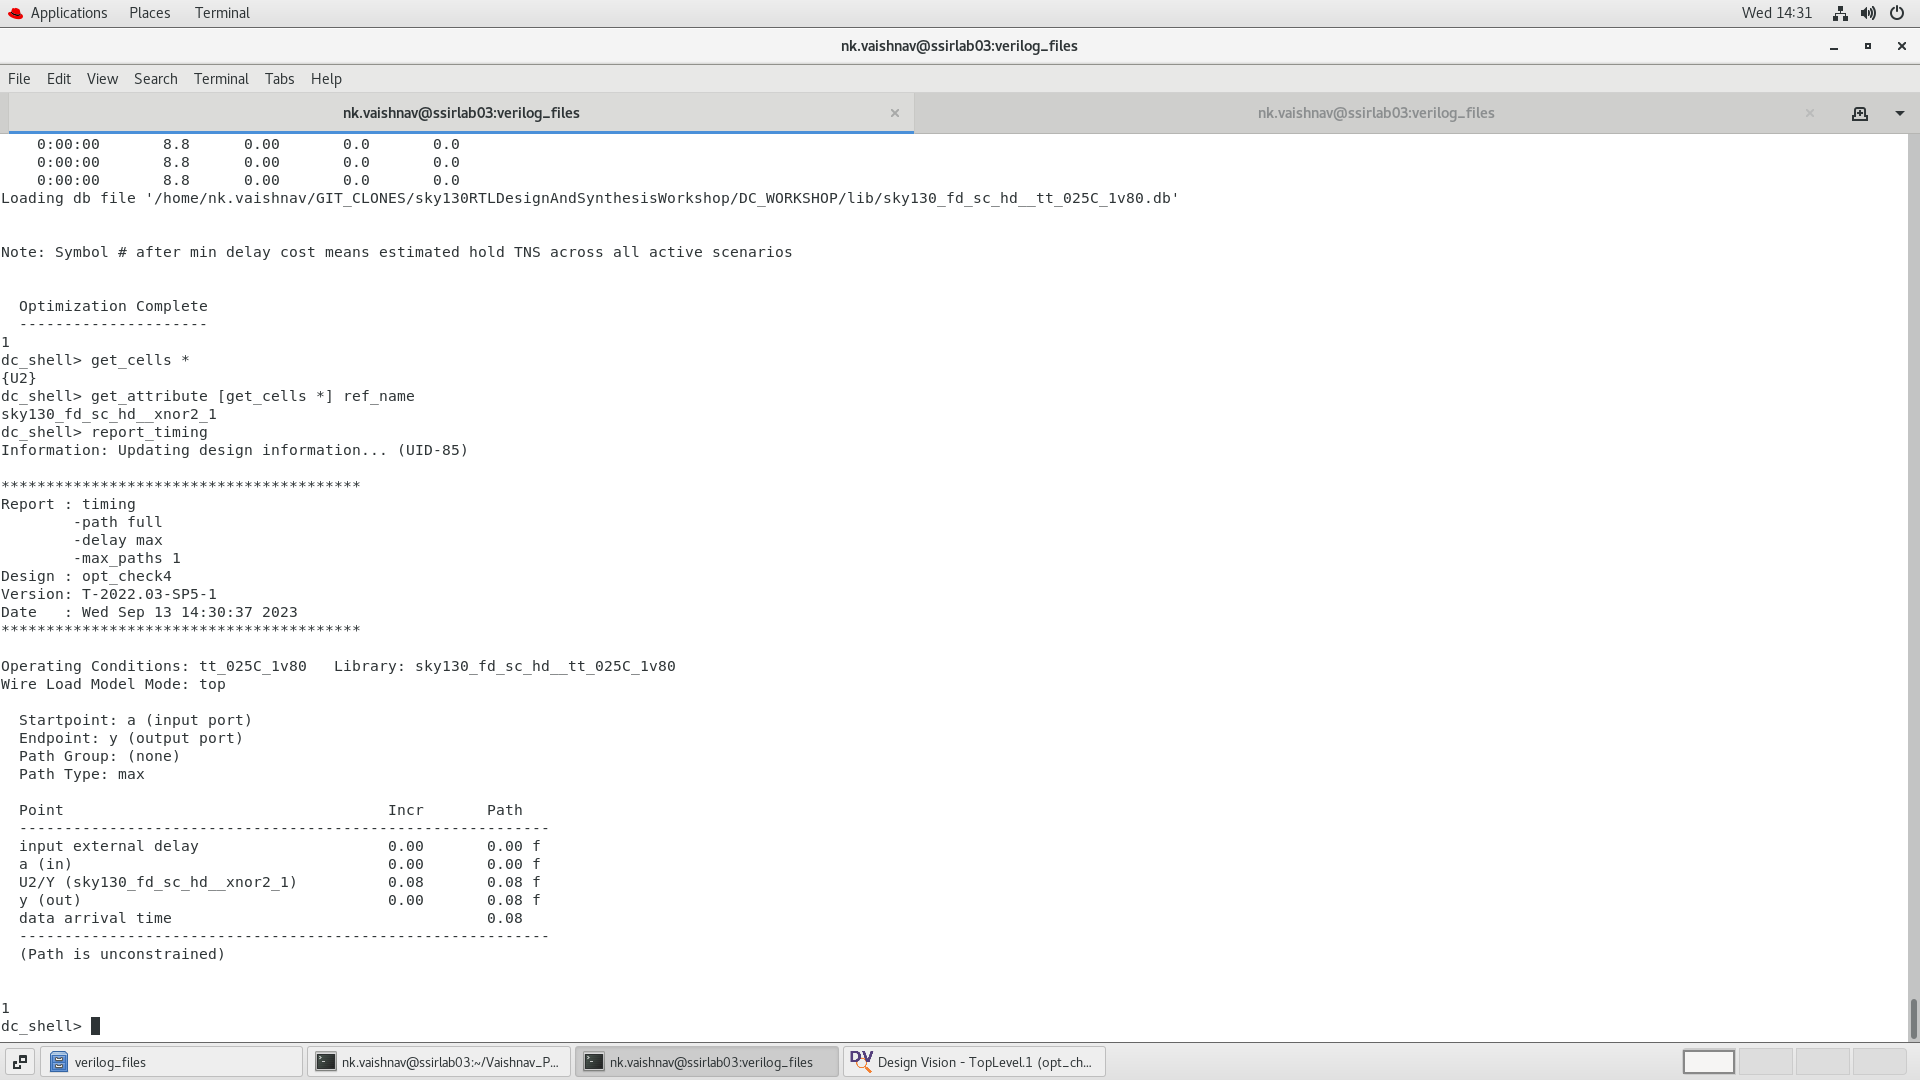 Applications Places Terminal Wed 14:31
nk.vaishnav@ssirlab03:verilog_files
File Edit View Search Terminal Tabs Help
nk.vaishnav@ssirlab03:verilog_files nk.vaishnav@ssirlab03:verilog_files
0:00:00 8.8 0.00 0.0 0.0
0:00:00 8.8 0.00 0.0 0.0
0:00:00 8.8 0.00 0.0 0.0
Loading db file '/home/nk.vaishnav/GIT_CLONES/sky130RTLDesignAndSynthesisWorkshop/DC_WORKSHOP/lib/sky130_fd_sc_hd__tt_025C_1v80.db'
Note: Symbol # after min delay cost means estimated hold TNS across all active scenarios
Optimization Complete
---------------------
1
dc_shell> get_cells *
{U2}
dc_shell> get_attribute [get_cells *] ref_name
sky130_fd_sc_hd__xnor2_1
dc_shell> report_timing
Information: Updating design information... (UID-85)
****************************************
Report : timing
-path full
-delay max
-max_paths 1
Design : opt_check4
Version: T-2022.03-SP5-1
Date   : Wed Sep 13 14:30:37 2023
****************************************
Operating Conditions: tt_025C_1v80   Library: sky130_fd_sc_hd__tt_025C_1v80
Wire Load Model Mode: top
Startpoint: a (input port)
Endpoint: y (output port)
Path Group: (none)
Path Type: max
Point Incr Path
-----------------------------------------------------------
input external delay 0.00 0.00 f
a (in) 0.00 0.00 f
U2/Y (sky130_fd_sc_hd__xnor2_1) 0.08 0.08 f
y (out) 0.00 0.08 f
data arrival time 0.08
-----------------------------------------------------------
(Path is unconstrained)
1
dc_shell>
verilog_files nk.vaishnav@ssirlab03:~/Vaishnav_P... nk.vaishnav@ssirlab03:verilog_files DV Design Vision - TopLevel.1 (opt_ch...